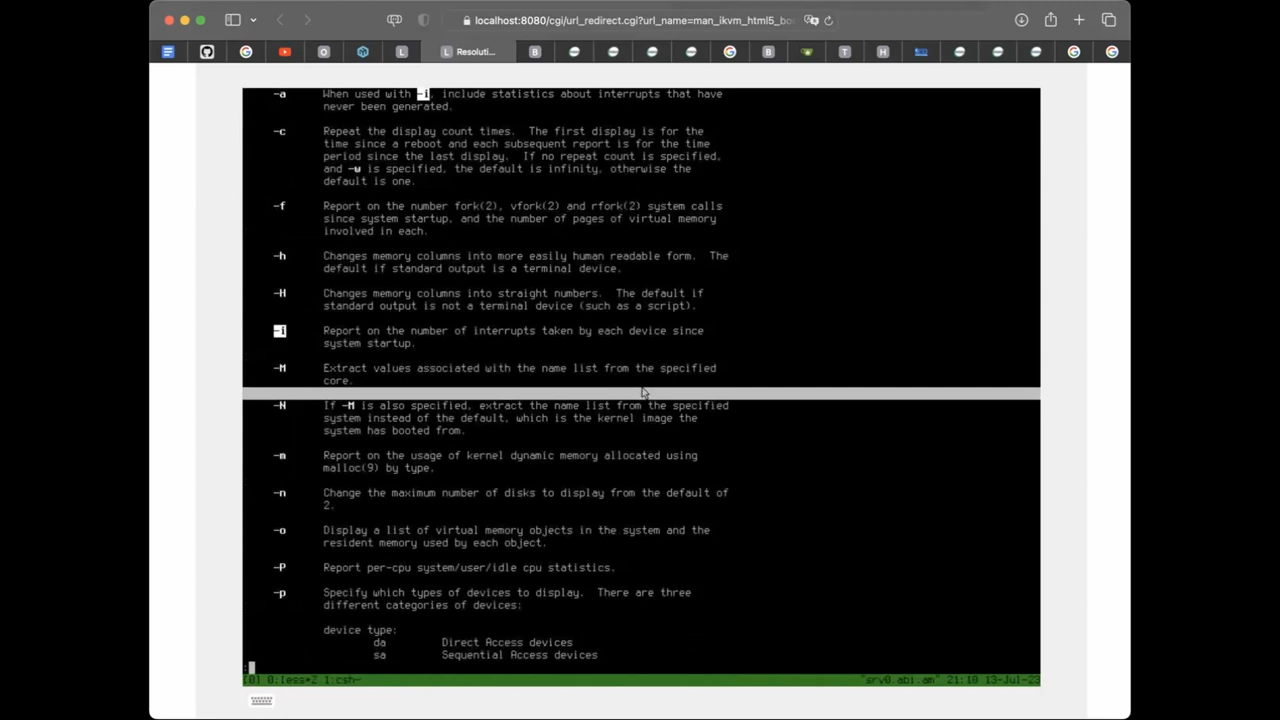 localhost:8080/cgi/url_redirect.cgi?url_name=man_ikvm_html5_bo
L Resoluti...
-a When used with -i, include statistics about interrupts that have
never been generated.
-c Repeat the display count times. The first display is for the
time since a reboot and each subsequent report is for the time
period since the last display. If no repeat count is specified,
and -w is specified, the default is infinity, otherwise the
default is one.
-f Report on the number fork(2), vfork(2) and rfork(2) system calls
since system startup, and the number of pages of virtual memory
involved in each.
-h Changes memory columns into more easily human readable form. The
default if standard output is a terminal device.
-H Changes memory columns into straight numbers. The default if
standard output is not a terminal device (such as a script).
-i Report on the number of interrupts taken by each device since
system startup.
-M Extract values associated with the name list from the specified
core.
-N If -M is also specified, extract the name list from the specified
system instead of the default, which is the kernel image the
system has booted from.
-m Report on the usage of kernel dynamic memory allocated using
malloc(9) by type.
-n Change the maximum number of disks to display from the default of
2.
-o Display a list of virtual memory objects in the system and the
resident memory used by each object.
-P Report per-cpu system/user/idle cpu statistics.
-p Specify which types of devices to display. There are three
different categories of devices:
device type:
da Direct Access devices
sa Sequential Access devices
:
[0] 0:less*Z 1:csh- "srv0.abi.am" 21:10 13-Jul-23